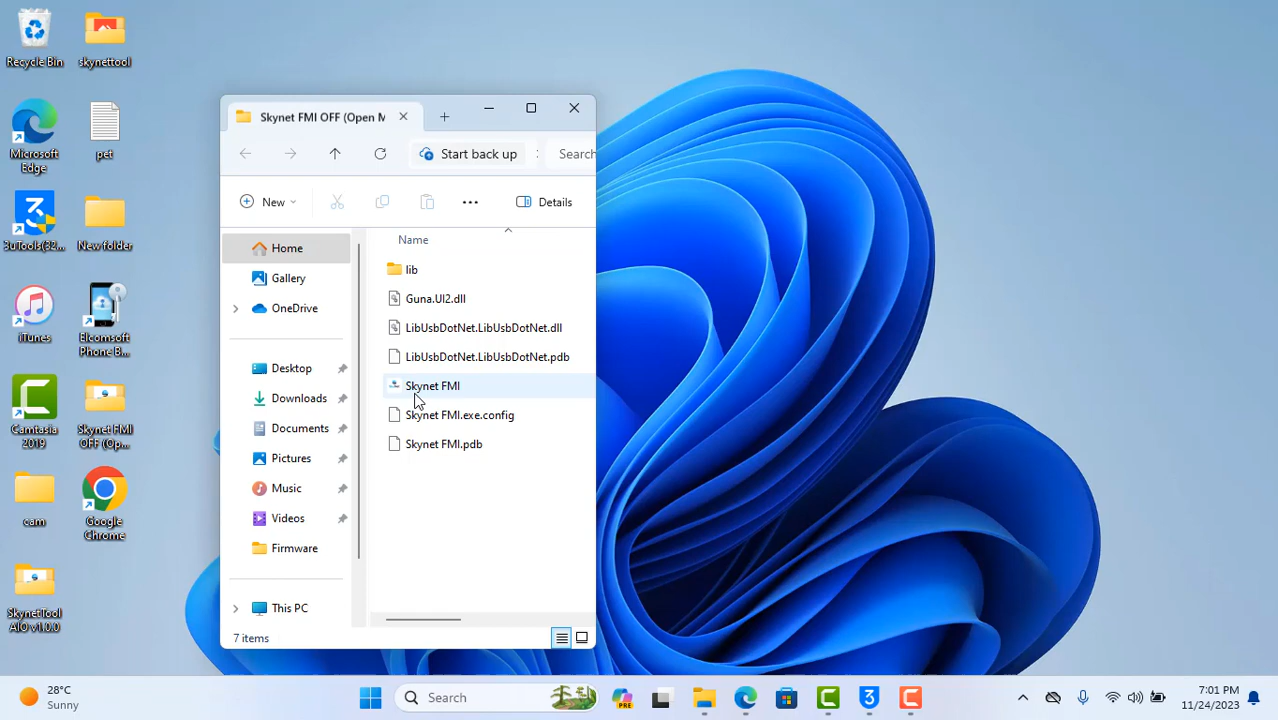 Recycle Bin
skynettool
Microsoft
Edge
pet
3uTools(32...
New folder
iTunes
Elcomsoft
Phone B...
Camtasia
2019
Skynet FMI
OFF (Op...
cam
Google
Chrome
SkynetTool
AIO v1.0.0
Skynet FMI OFF (Open M
Start back up
Search
New
Details
Home
Gallery
OneDrive
Desktop
Downloads
Documents
Pictures
Music
Videos
Firmware
This PC
Name
lib
Guna.UI2.dll
LibUsbDotNet.LibUsbDotNet.dll
LibUsbDotNet.LibUsbDotNet.pdb
Skynet FMI
Skynet FMI.exe.config
Skynet FMI.pdb
7 items
28°C
Sunny
Search
PRE
7:01 PM
11/24/2023